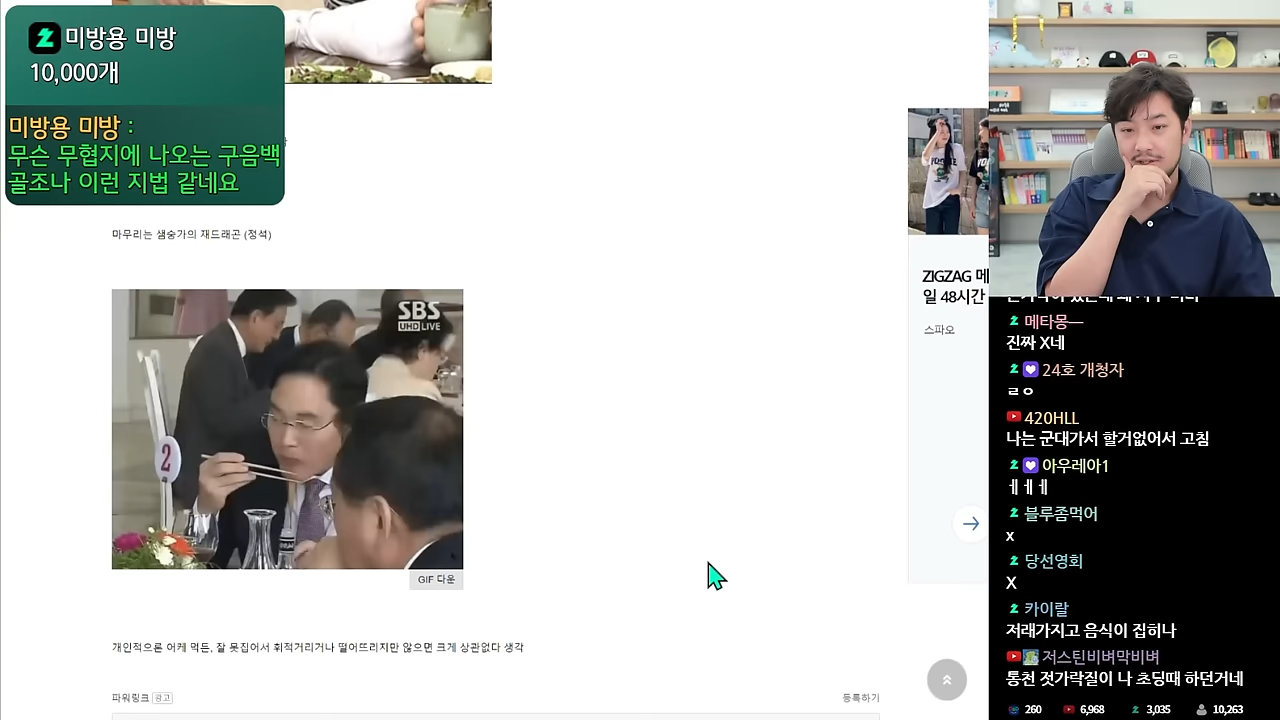 미방용 미방
10,000개
미방용 미방 :
무슨 무협지에 나오는 구음백
골조나 이런 지법 같네요
마무리는 샘숭가의 재드래곤 (정석)
SBS
UHD LIVE
2
GIF 다운
개인적으론 어케 먹든, 잘 못집어서 휘적거리거나 떨어뜨리지만 않으면 크게 상관없다 생각
파워링크 광고
등록하기
ZIGZAG 메
일 48시간
스파오
메타몽—
진짜 X네
24호 개청자
ㄹㅇ
420HLL
나는 군대가서 할거없어서 고침
아우레아1
ㅔㅔㅔ
블루좀먹어
x
당선영회
X
카이랄
저래가지고 음식이 집히나
저스틴비벼막비벼
통천 젓가락질이 나 초딩때 하던거네
260 6,968 3,035 10,263